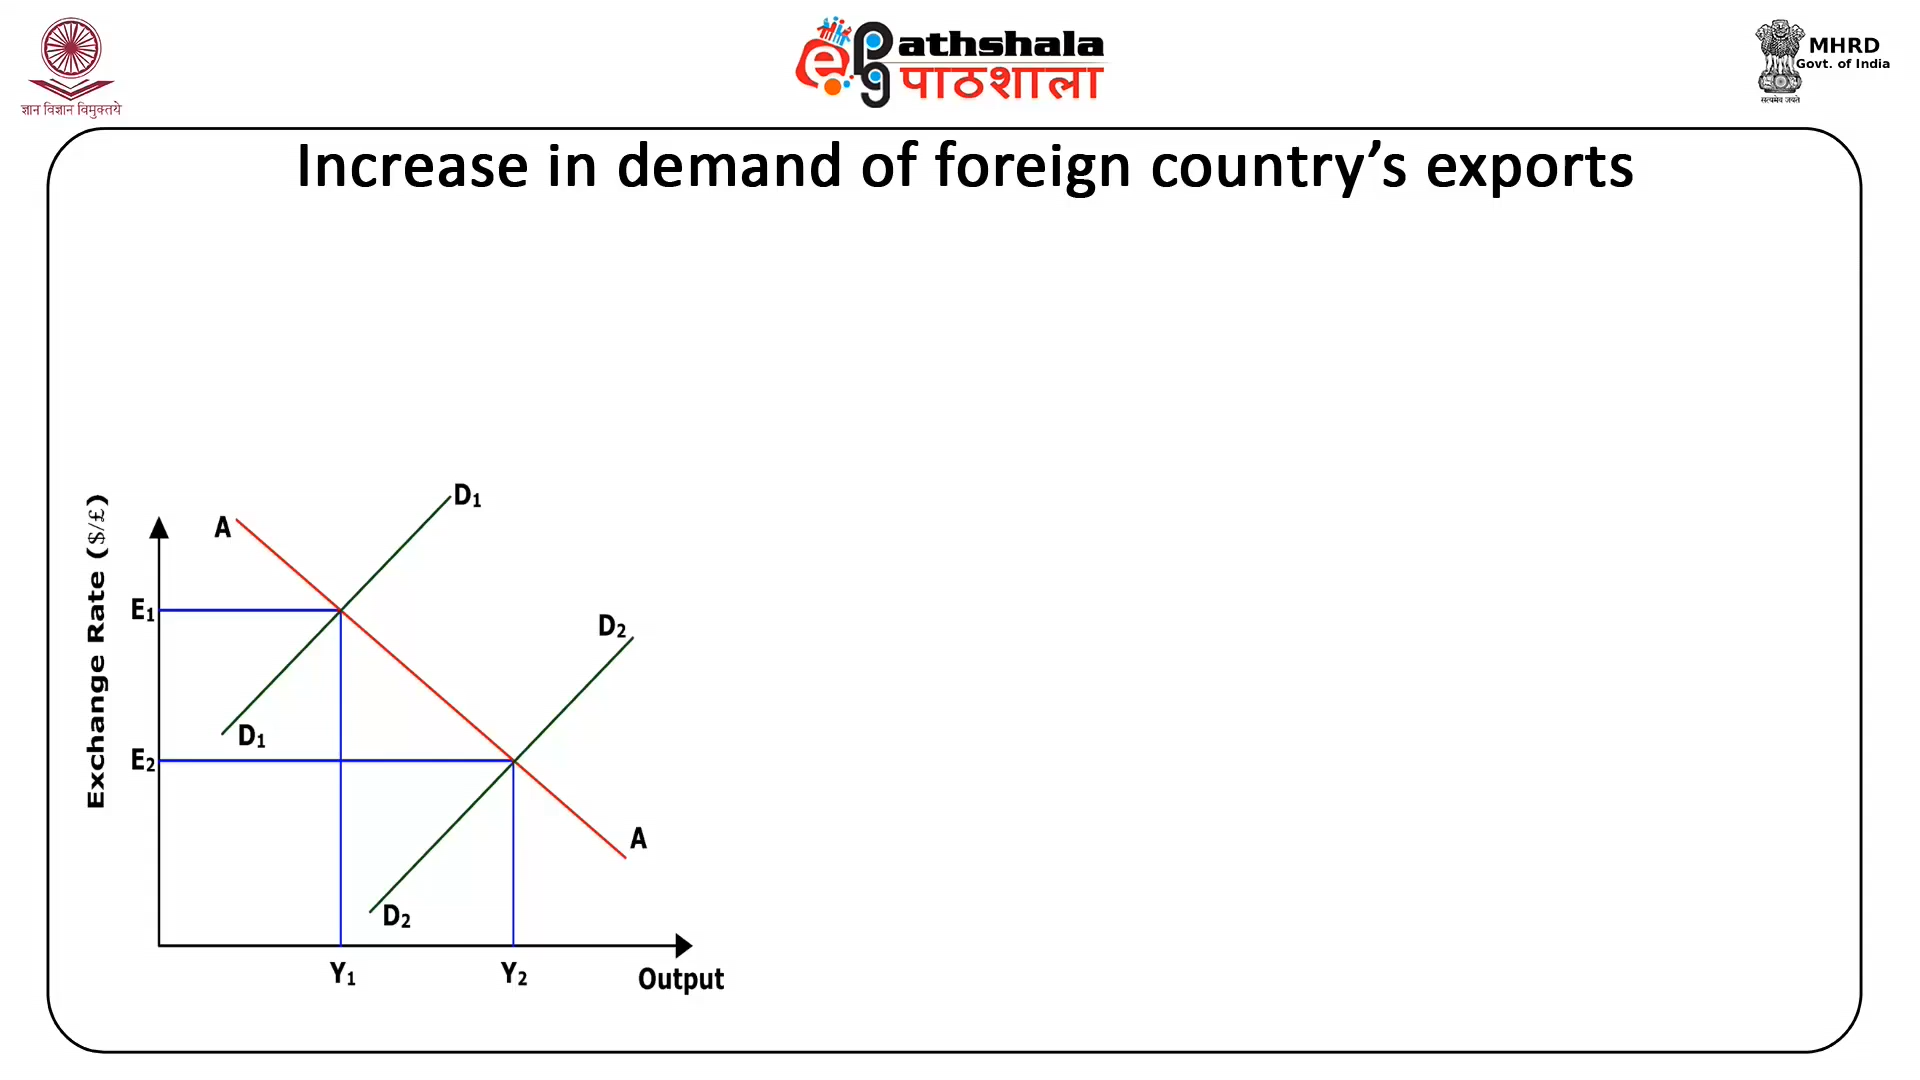 ज्ञान विज्ञान विमुक्तये
e
PG
athshala
पाठशाला
MHRD
Govt. of India
सत्यमेव जयते
Increase in demand of foreign country’s exports
Exchange Rate ($/£)
A
D1
E1
D2
D1
E2
A
D2
Y1
Y2
Output